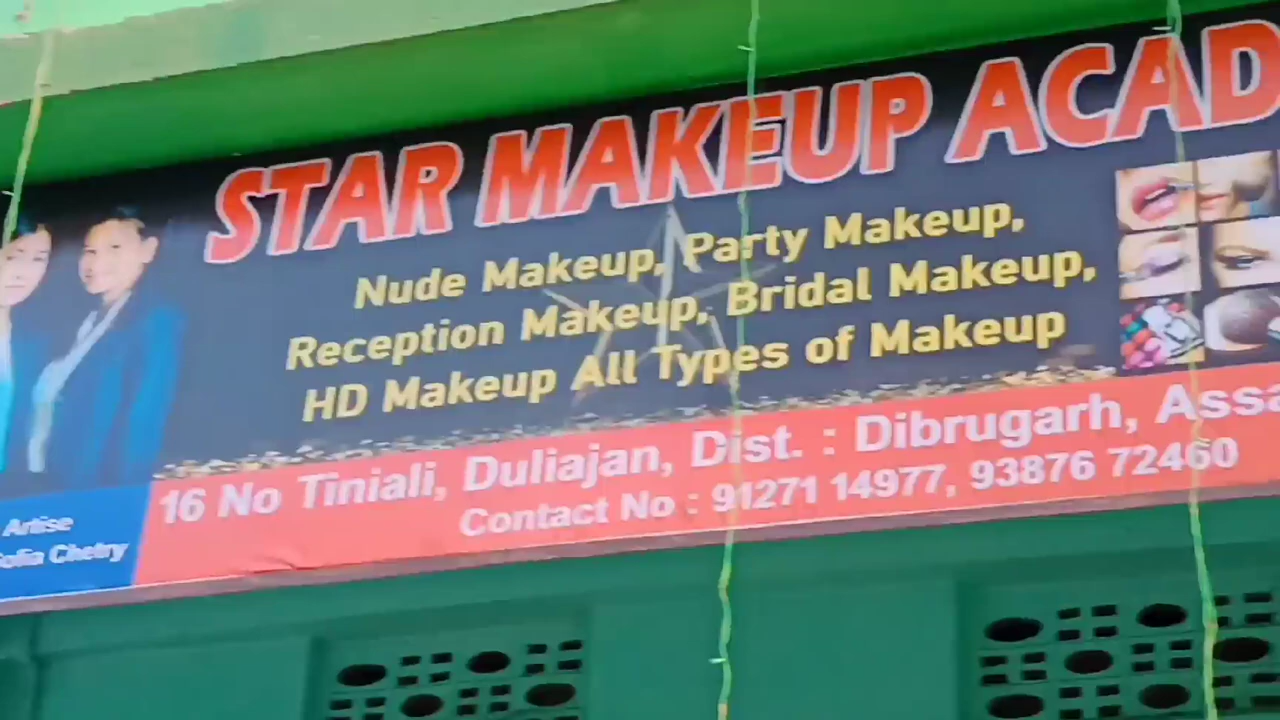 STAR MAKEUP ACAD
Nude Makeup, Party Makeup,
Reception Makeup, Bridal Makeup,
HD Makeup All Types of Makeup
16 No Tiniali, Duliajan, Dist. : Dibrugarh, Assa
Contact No : 91271 14977, 93876 72460
Artise
Sofia Chetry